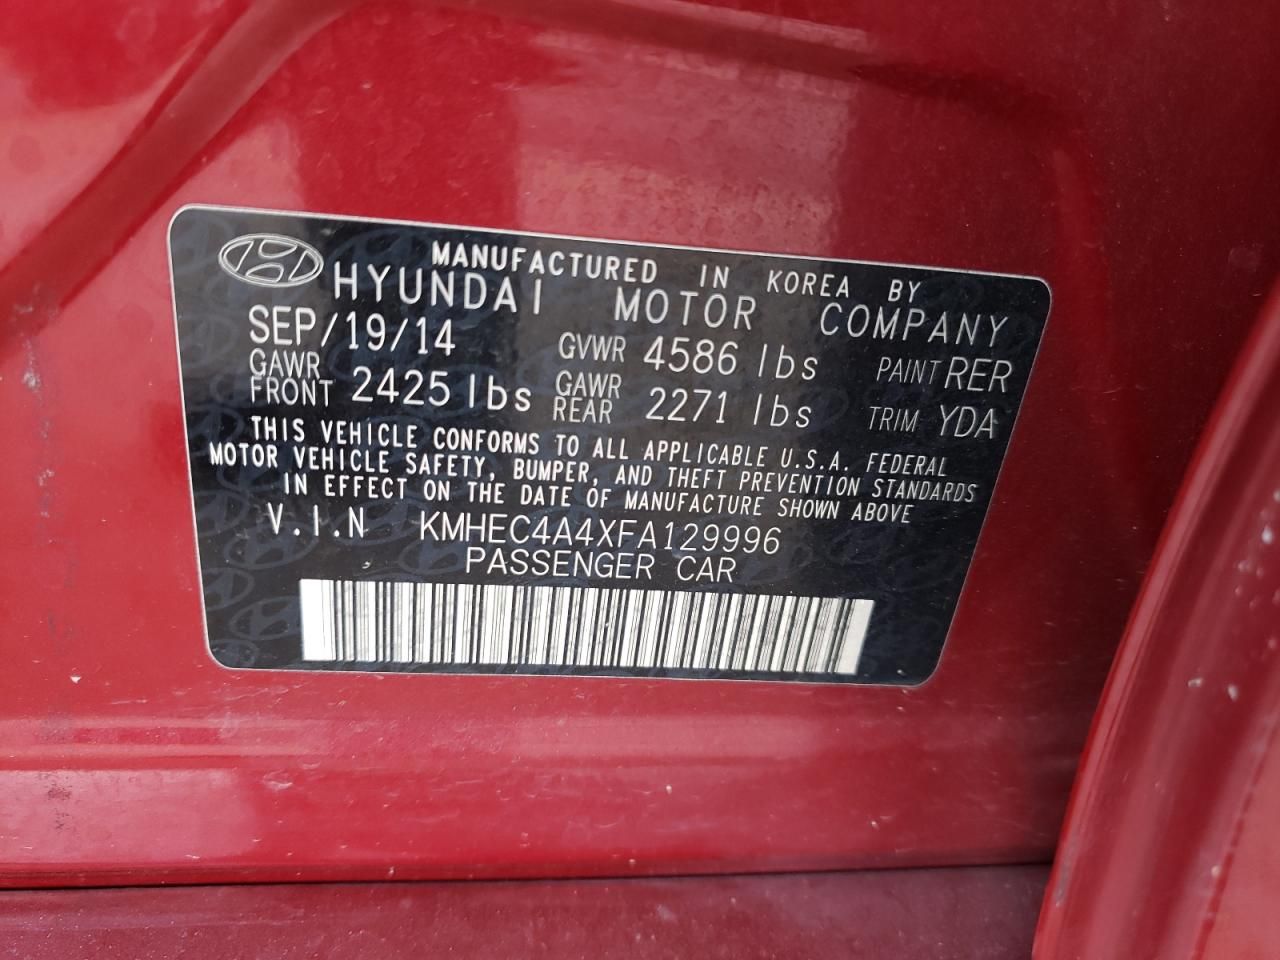 MANUFACTURED IN KOREA BY
HYUNDAI MOTOR COMPANY
SEP/19/14 GVWR 4586 lbs PAINT RER
GAWR FRONT 2425 lbs GAWR REAR 2271 lbs TRIM YDA
THIS VEHICLE CONFORMS TO ALL APPLICABLE U.S.A. FEDERAL
MOTOR VEHICLE SAFETY, BUMPER, AND THEFT PREVENTION STANDARDS
IN EFFECT ON THE DATE OF MANUFACTURE SHOWN ABOVE
V.I.N KMHEC4A4XFA129996
PASSENGER CAR